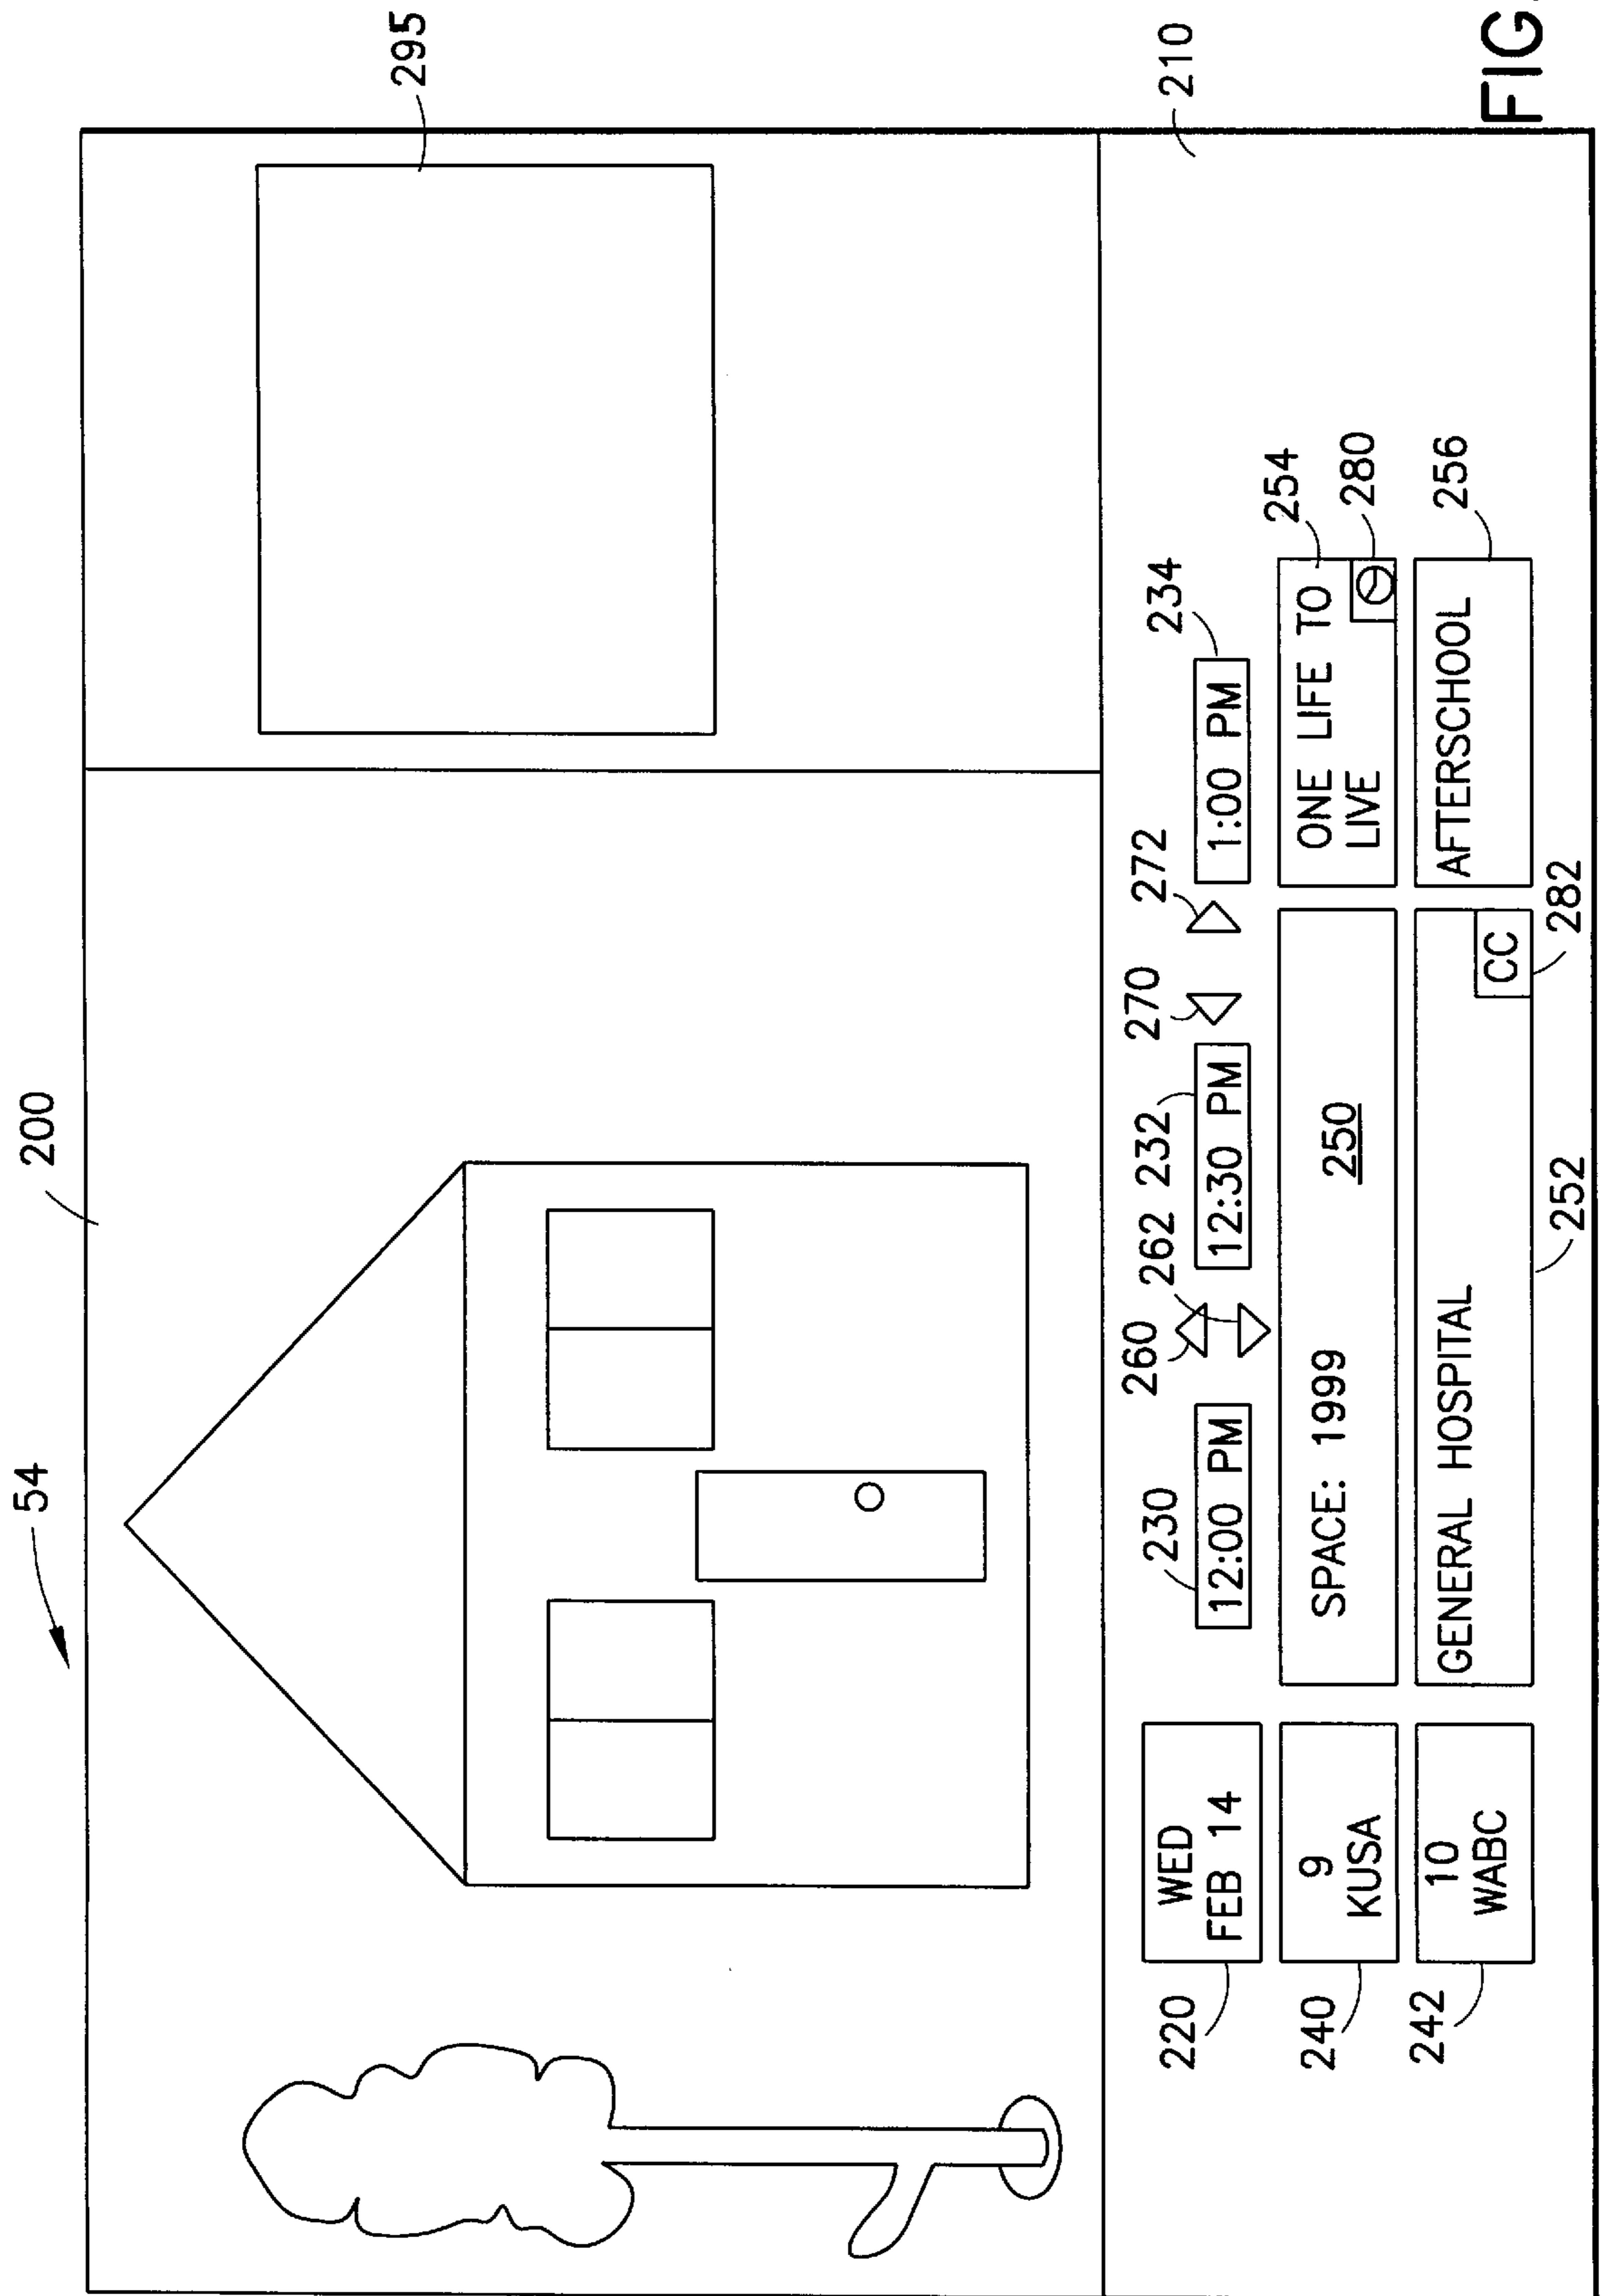 54
200
295
210
230
260
262
232
270
272
234
220
WED
FEB 14
12:00 PM
12:30 PM
1:00 PM
240
9
KUSA
SPACE: 1999
250
ONE LIFE TO
LIVE
254
280
242
10
WABC
GENERAL HOSPITAL
CC
AFTERSCHOOL
256
252
282
FIG.